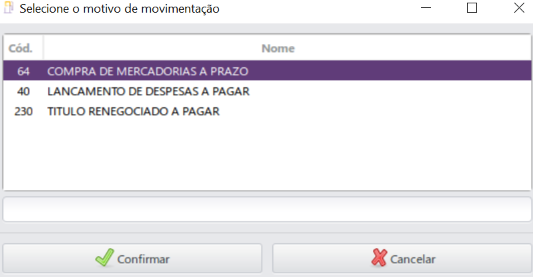 Selecione o motivo de movimentação
Cód. Nome
64 COMPRA DE MERCADORIAS A PRAZO
40 LANCAMENTO DE DESPESAS A PAGAR
230 TITULO RENEGOCIADO A PAGAR
Confirmar Cancelar